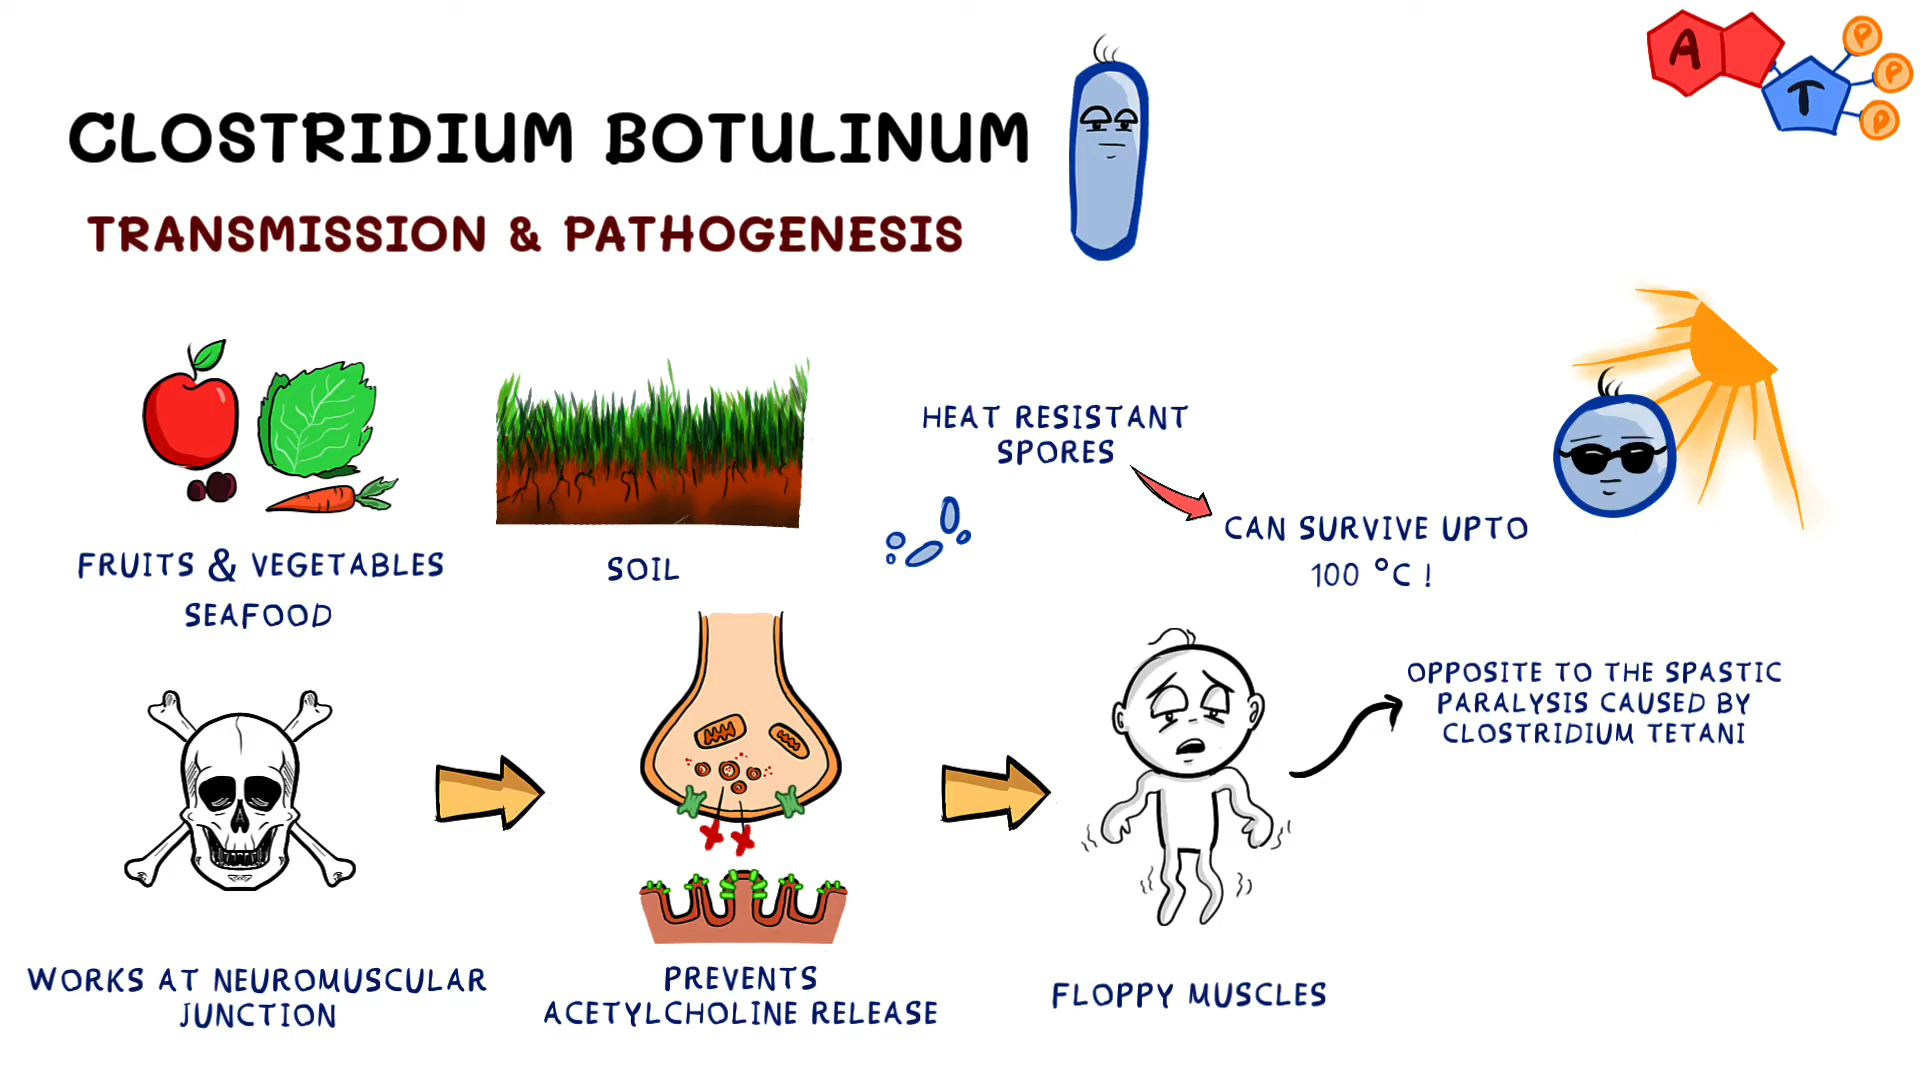 CLOSTRIDIUM BOTULINUM
TRANSMISSION & PATHOGENESIS
A
T
P
P
P
FRUITS & VEGETABLES
SEAFOOD
SOIL
HEAT RESISTANT
SPORES
CAN SURVIVE UPTO
100 °C !
WORKS AT NEUROMUSCULAR
JUNCTION
PREVENTS
ACETYLCHOLINE RELEASE
FLOPPY MUSCLES
OPPOSITE TO THE SPASTIC
PARALYSIS CAUSED BY
CLOSTRIDIUM TETANI